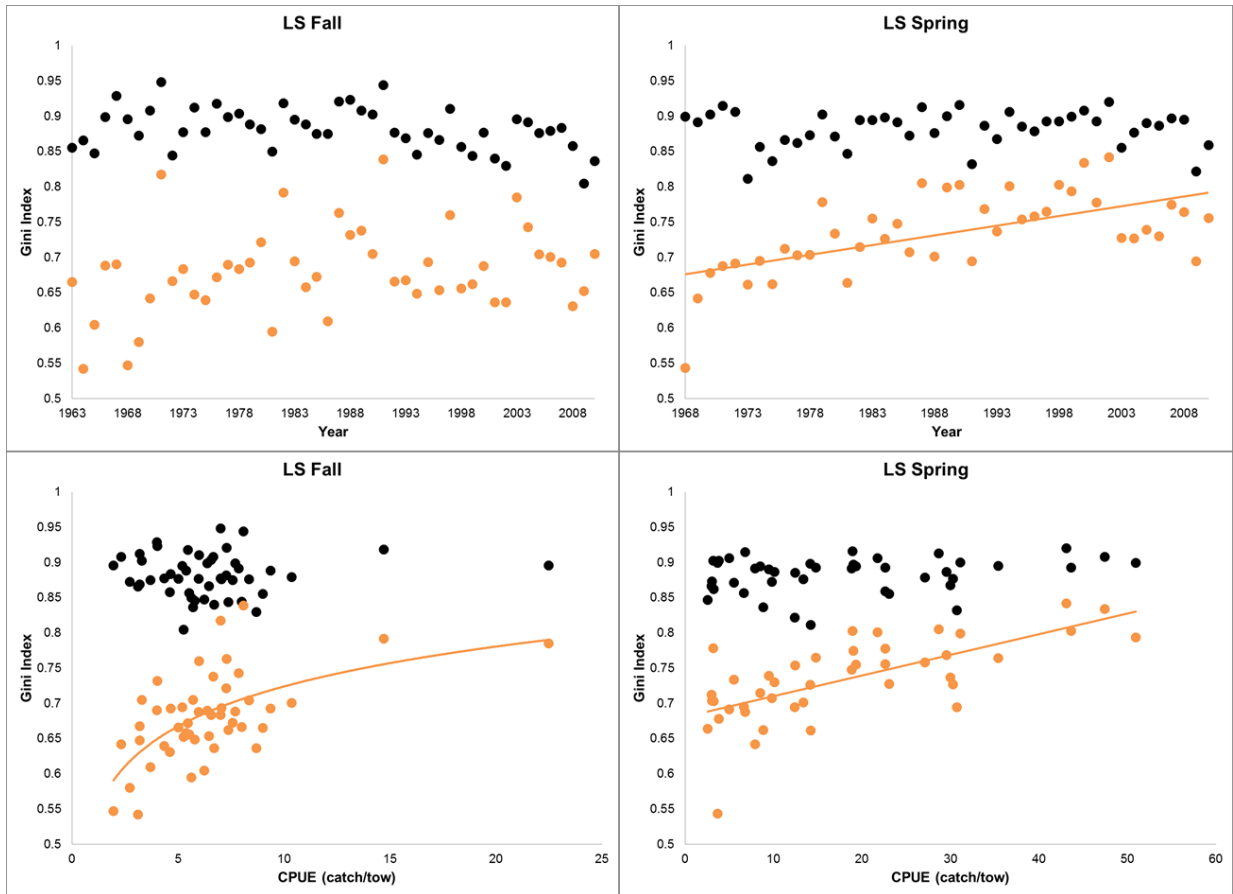 LS Fall
1
0.95
0.9
0.85
0.8
0.75
0.7
0.65
0.6
0.55
0.5
Gini Index
1963 1968 1973 1978 1983 1988 1993 1998 2003 2008
Year
LS Spring
1
0.95
0.9
0.85
0.8
0.75
0.7
0.65
0.6
0.55
0.5
Gini Index
1968 1973 1978 1983 1988 1993 1998 2003 2008
Year
LS Fall
1
0.95
0.9
0.85
0.8
0.75
0.7
0.65
0.6
0.55
0.5
Gini Index
0 5 10 15 20 25
CPUE (catch/tow)
LS Spring
1
0.95
0.9
0.85
0.8
0.75
0.7
0.65
0.6
0.55
0.5
Gini Index
0 10 20 30 40 50 60
CPUE (catch/tow)